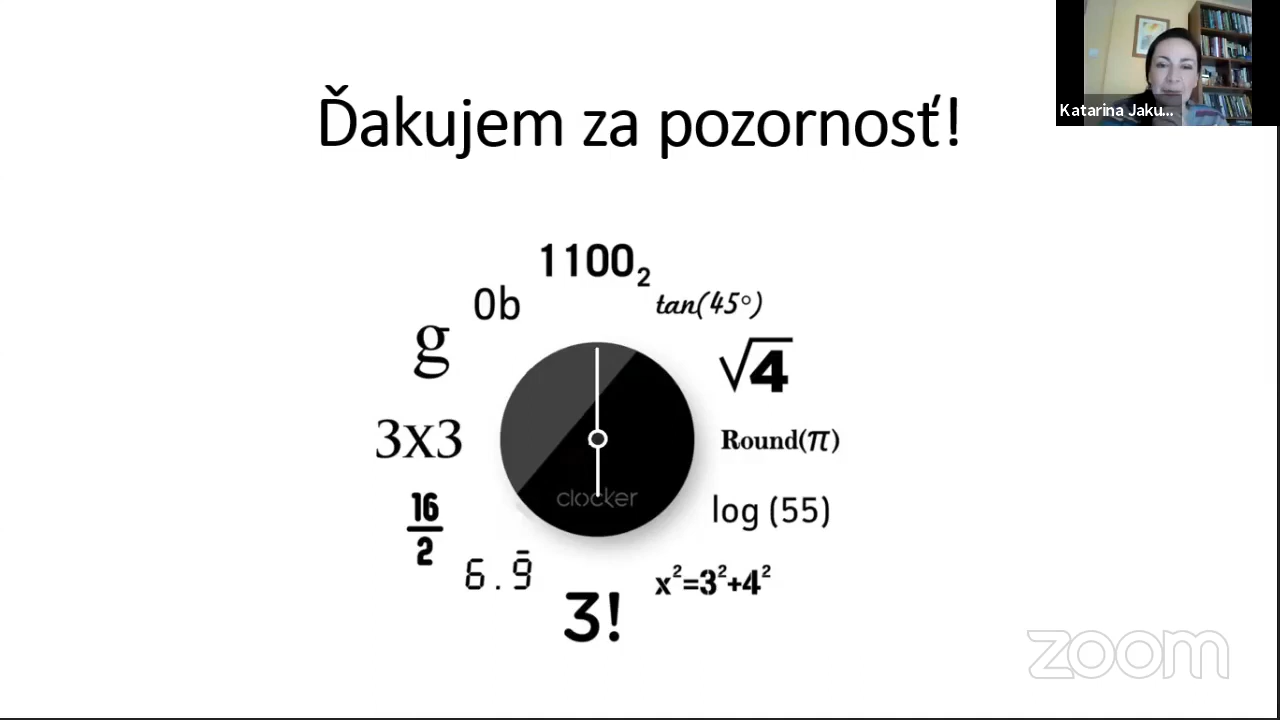 Katarina Jaku...
Ďakujem za pozornosť!
1100₂
tan(45°)
√4
Round(π)
log (55)
x²=3²+4²
3!
6.9̄
16
2
3x3
g
0b
clocker
zoom